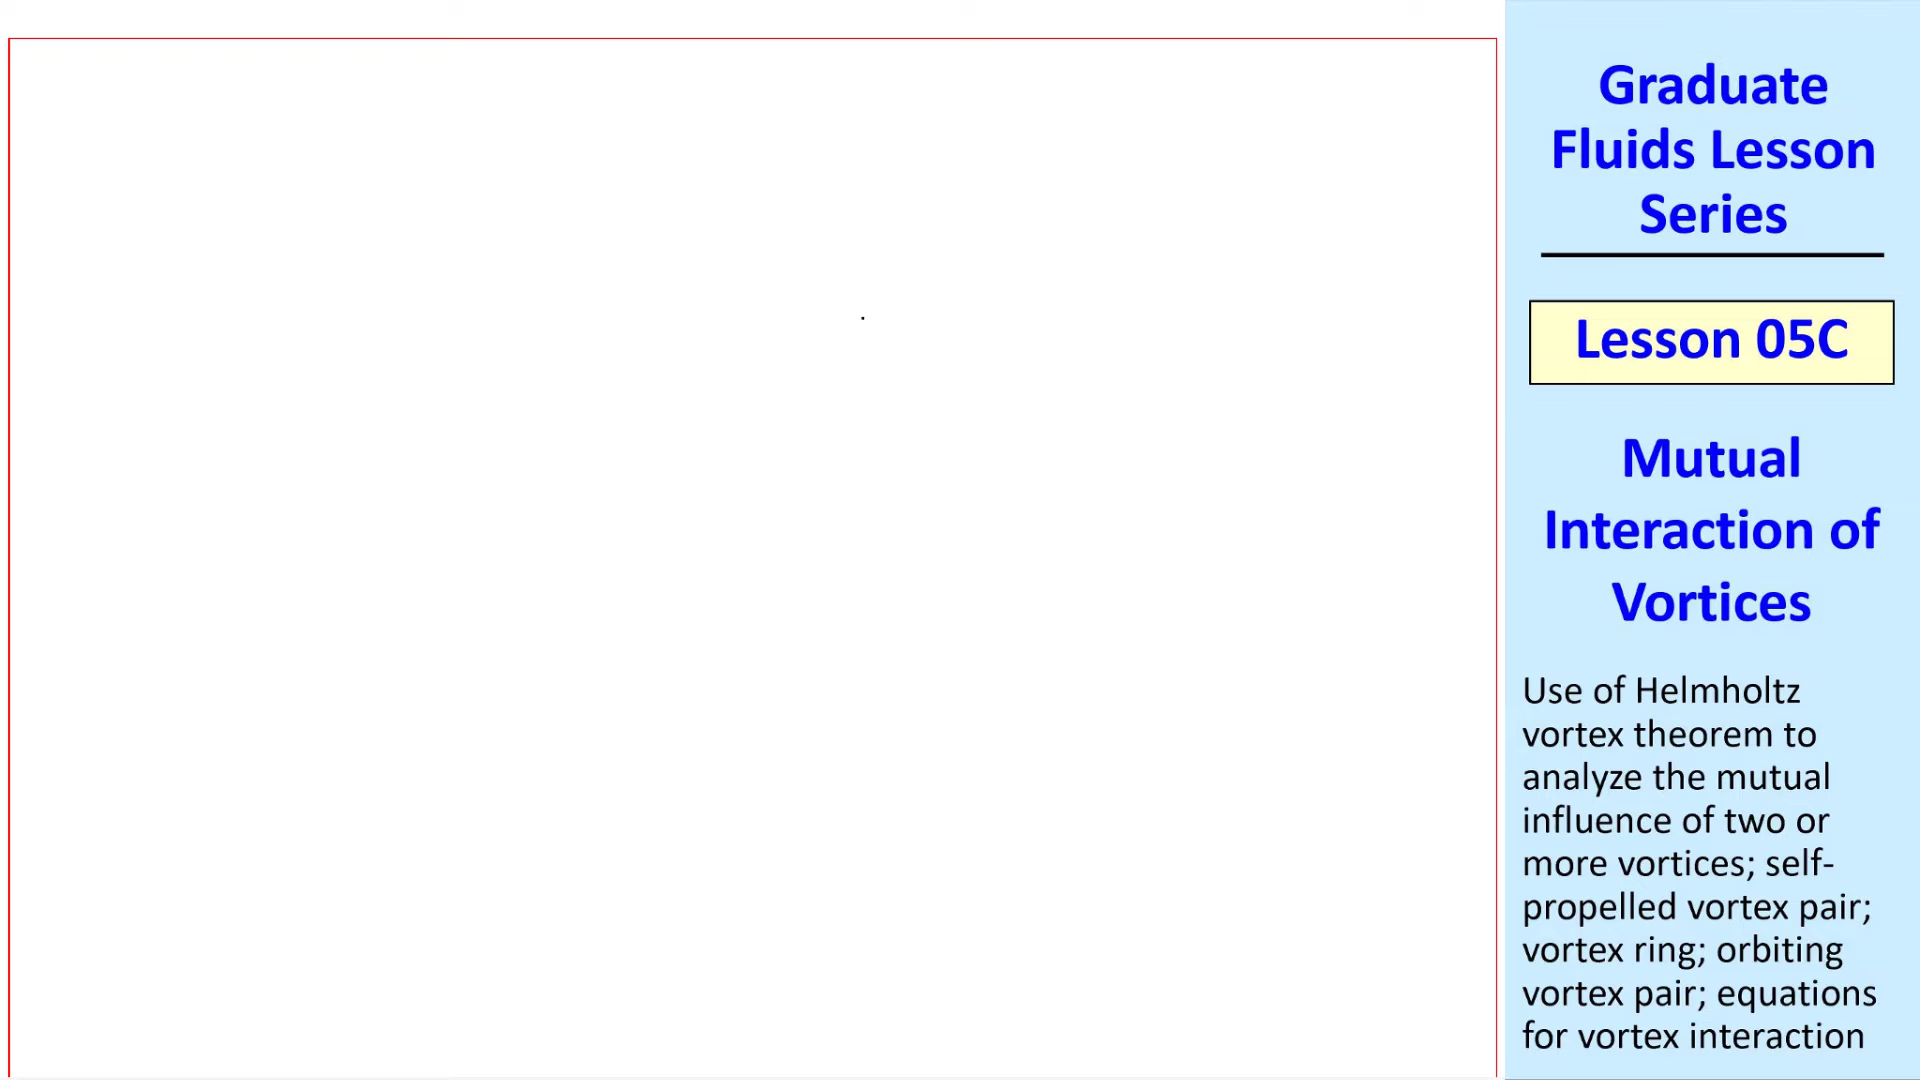 Graduate
Fluids Lesson
Series
Lesson 05C
Mutual
Interaction of
Vortices
Use of Helmholtz
vortex theorem to
analyze the mutual
influence of two or
more vortices; self-
propelled vortex pair;
vortex ring; orbiting
vortex pair; equations
for vortex interaction